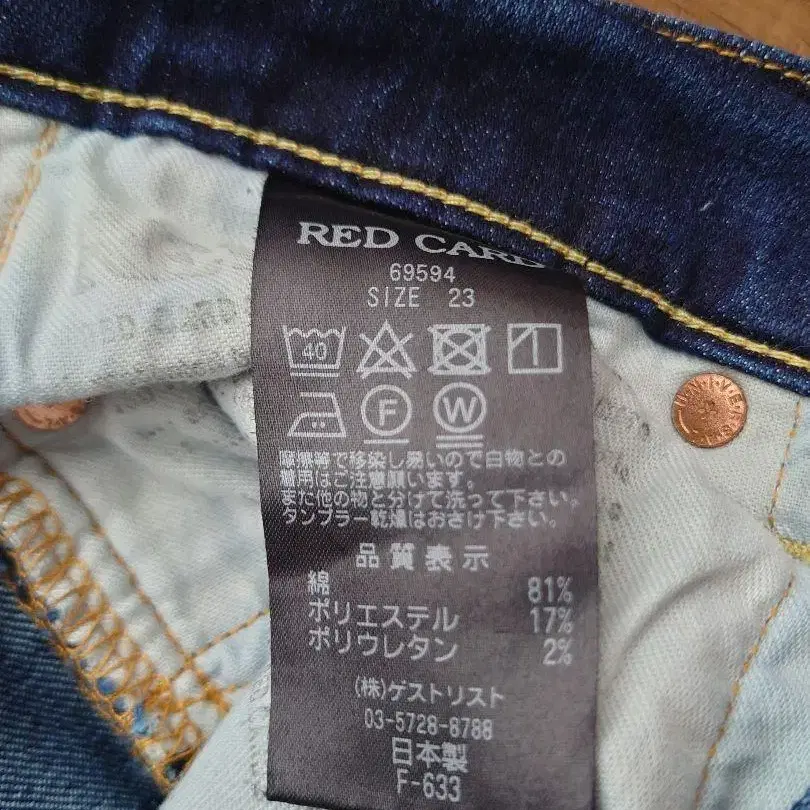 RED CARD
69594
SIZE 23
40
F W
摩擦等で移染し易いので白物との
着用はご注意願います。
また他の物と分けて洗って下さい。
タンブラー乾燥はおさけ下さい。
品質表示
綿 81%
ポリエステル 17%
ポリウレタン 2%
(株)ゲストリスト
03-5728-8788
日本製
F-633